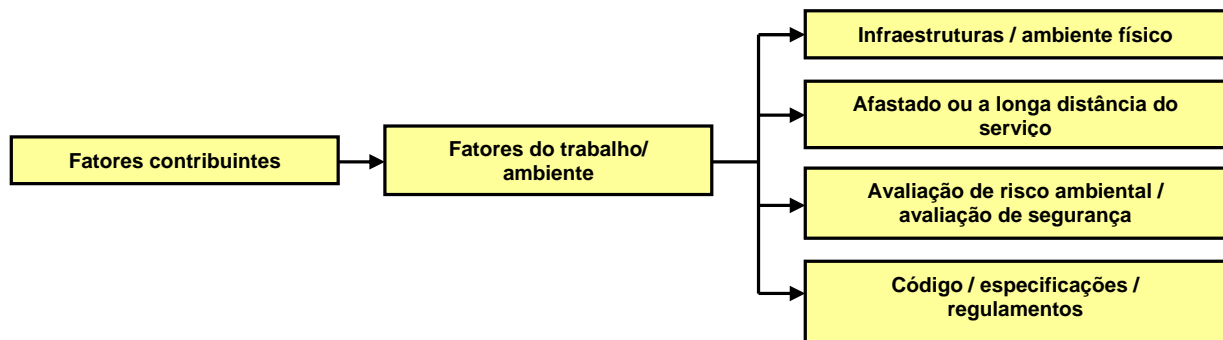 Infraestruturas / ambiente físico
Afastado ou a longa distância do
serviço
Fatores contribuintes
Fatores do trabalho/
ambiente
Avaliação de risco ambiental /
avaliação de segurança
Código / especificações /
regulamentos